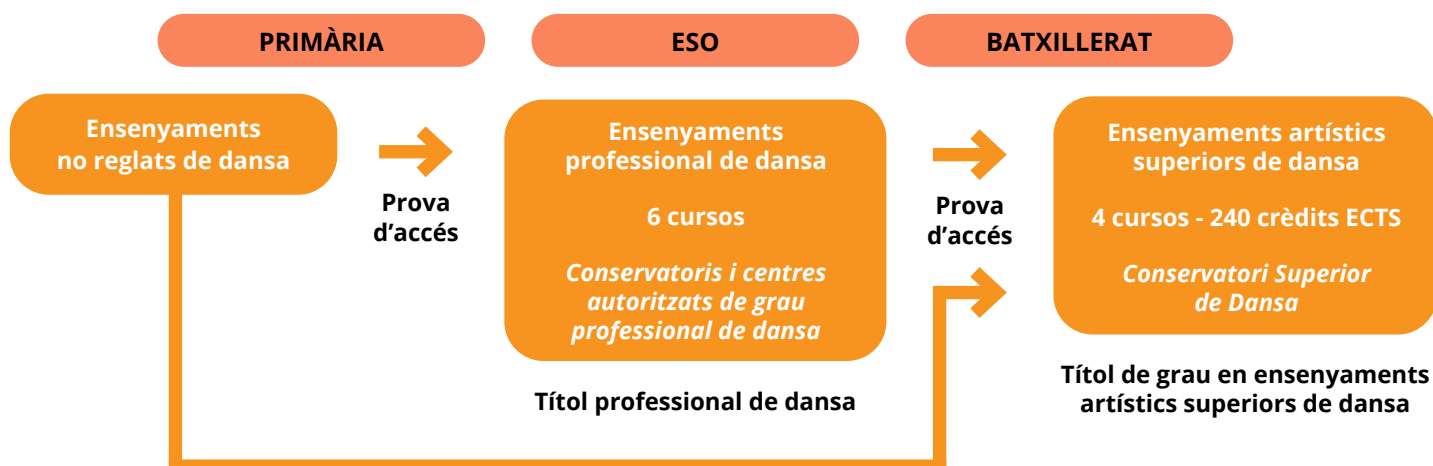 PRIMÀRIA
ESO
BATXILLERAT
Ensenyaments
no reglats de dansa
Prova
d'accés
Ensenyaments
professional de dansa
6 cursos
Conservatoris i centres
autoritzats de grau
professional de dansa
Títol professional de dansa
Prova
d'accés
Ensenyaments artístics
superiors de dansa
4 cursos - 240 crèdits ECTS
Conservatori Superior
de Dansa
Títol de grau en ensenyaments
artístics superiors de dansa